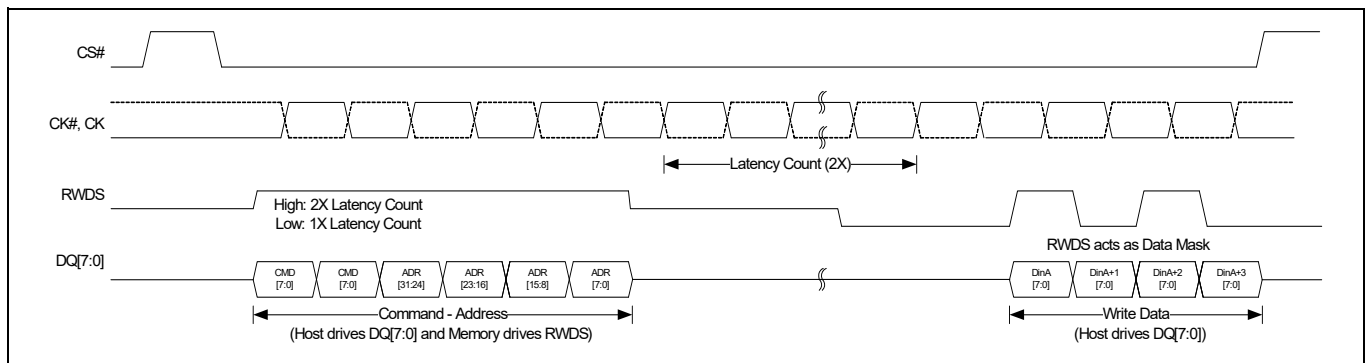 CS#
CK#, CK
Latency Count (2X)
RWDS
High: 2X Latency Count
Low: 1X Latency Count
RWDS acts as Data Mask
DQ[7:0]
CMD [7:0]
CMD [7:0]
ADR [31:24]
ADR [23:16]
ADR [15:8]
ADR [7:0]
DinA [7:0]
DinA+1 [7:0]
DinA+2 [7:0]
DinA+3 [7:0]
Command - Address
(Host drives DQ[7:0] and Memory drives RWDS)
Write Data
(Host drives DQ[7:0])